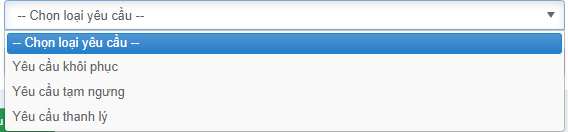 -- Chọn loại yêu cầu --
-- Chọn loại yêu cầu --
Yêu cầu khôi phục
Yêu cầu tạm ngưng
Yêu cầu thanh lý